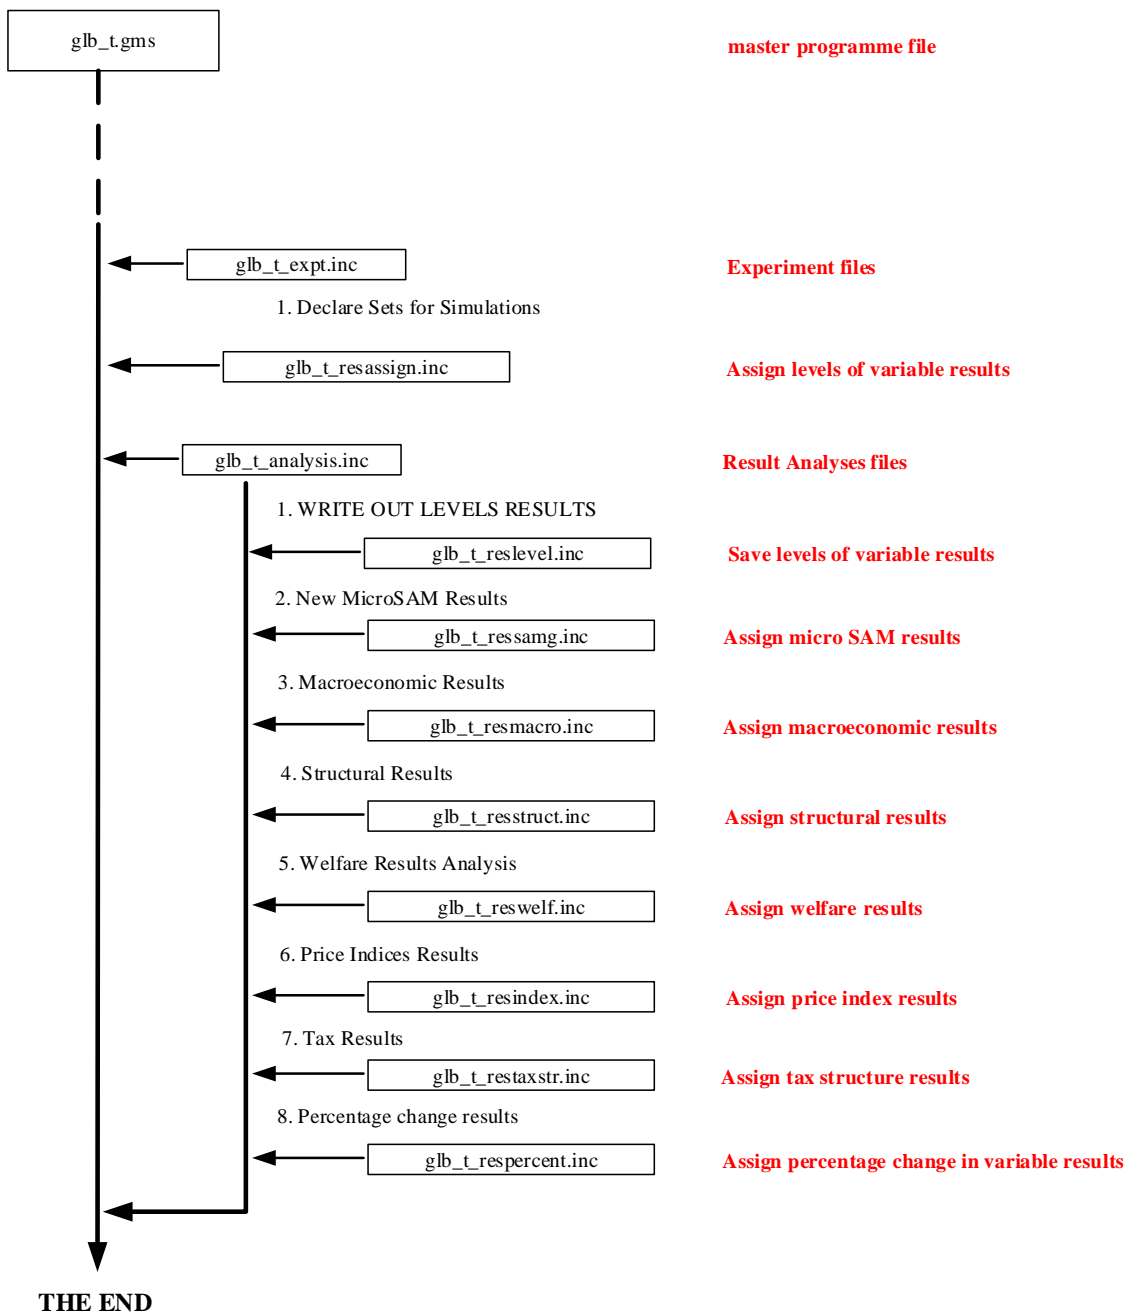 glb_t.gms
master programme file
glb_t_expt.inc
Experiment files
1. Declare Sets for Simulations
glb_t_resassign.inc
Assign levels of variable results
glb_t_analysis.inc
Result Analyses files
1. WRITE OUT LEVELS RESULTS
glb_t_reslevel.inc
Save levels of variable results
2. New MicroSAM Results
glb_t_ressamg.inc
Assign micro SAM results
3. Macroeconomic Results
glb_t_resmacro.inc
Assign macroeconomic results
4. Structural Results
glb_t_resstruct.inc
Assign structural results
5. Welfare Results Analysis
glb_t_reswelf.inc
Assign welfare results
6. Price Indices Results
glb_t_resindex.inc
Assign price index results
7. Tax Results
glb_t_restaxstr.inc
Assign tax structure results
8. Percentage change results
glb_t_respercent.inc
Assign percentage change in variable results
THE END